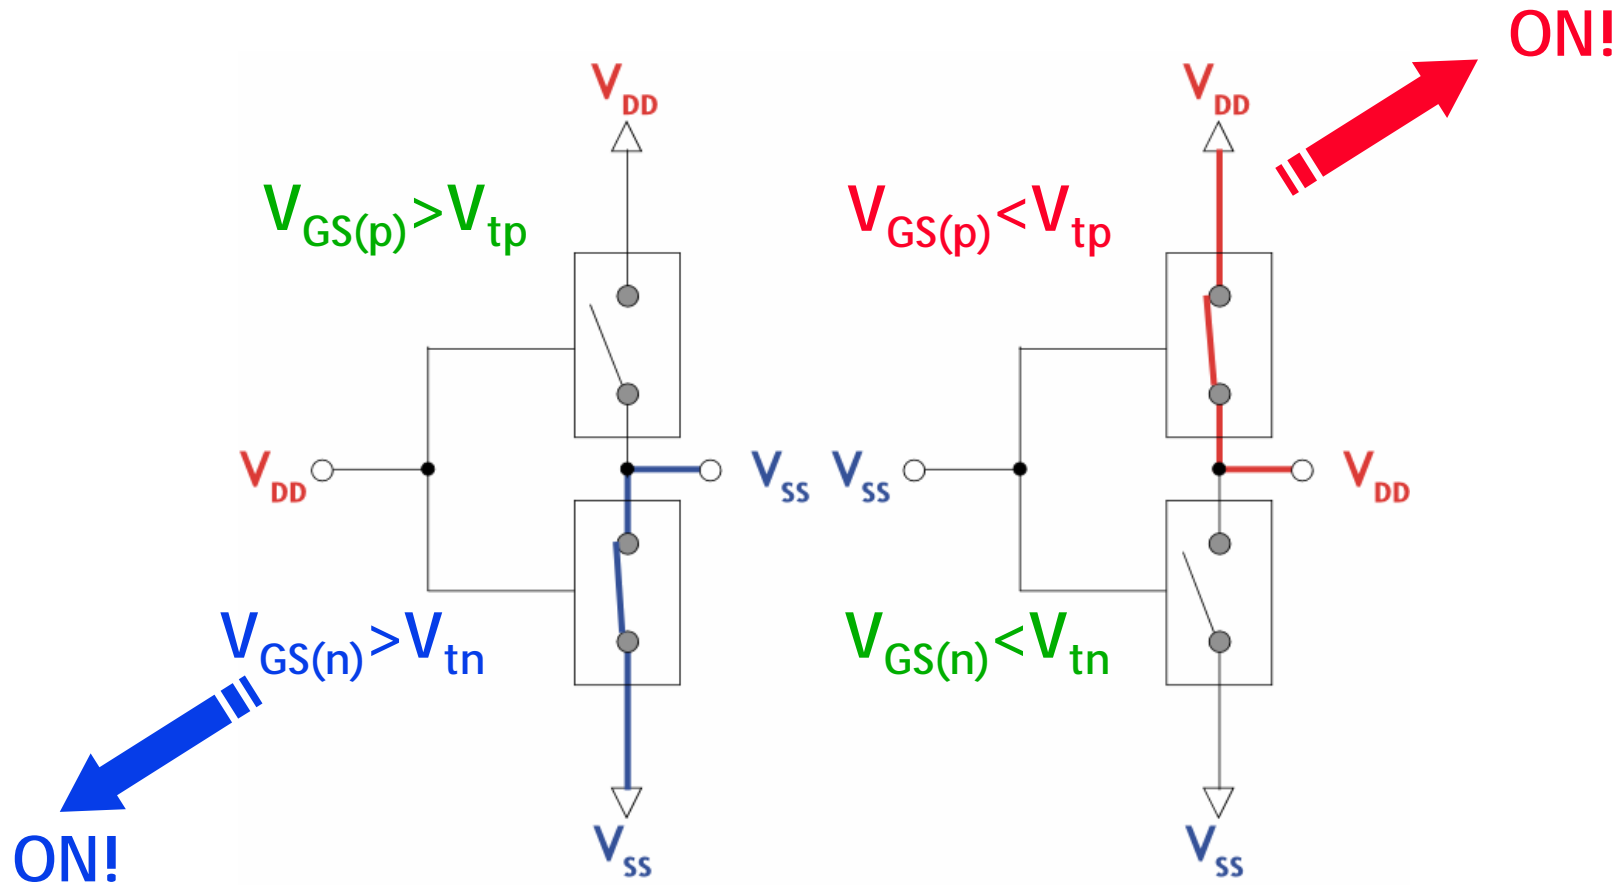 ON!
VDD
VDD
VGS(p)>Vtp
VGS(p)<Vtp
VDD
VSS
VSS
VDD
VGS(n)>Vtn
VGS(n)<Vtn
ON!
VSS
VSS